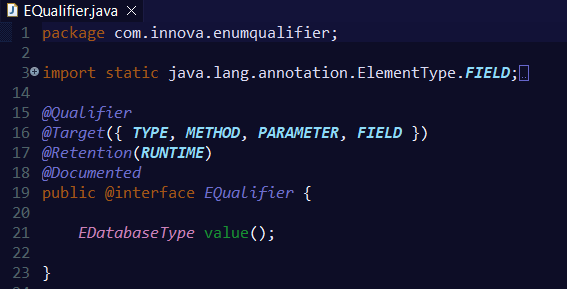 EQualifier.java
1 package com.innova.enumqualifier;
2
3 import static java.lang.annotation.ElementType.FIELD;
14
15 @Qualifier
16 @Target({ TYPE, METHOD, PARAMETER, FIELD })
17 @Retention(RUNTIME)
18 @Documented
19 public @interface EQualifier {
20
21     EDatabaseType value();
22
23 }